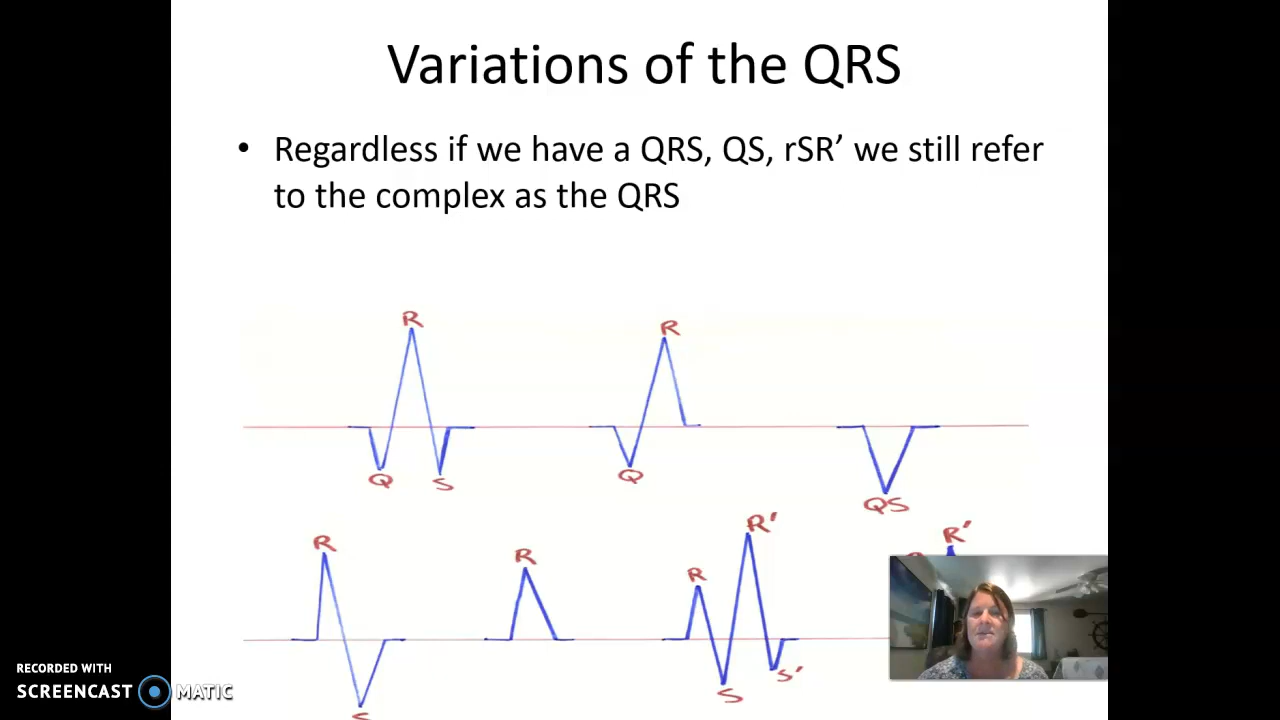 Variations of the QRS
• Regardless if we have a QRS, QS, rSR’ we still refer
to the complex as the QRS
R
R
Q
S
Q
QS
R
R
R
R'
R'
S
S
S'
RECORDED WITH
SCREENCAST MATIC